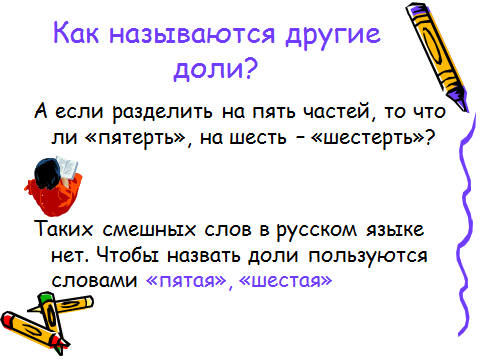 Как называются другие
доли?
А если разделить на пять частей, то что
ли «пятерть», на шесть – «шестерть»?
Таких смешных слов в русском языке
нет. Чтобы назвать доли пользуются
словами «пятая», «шестая»